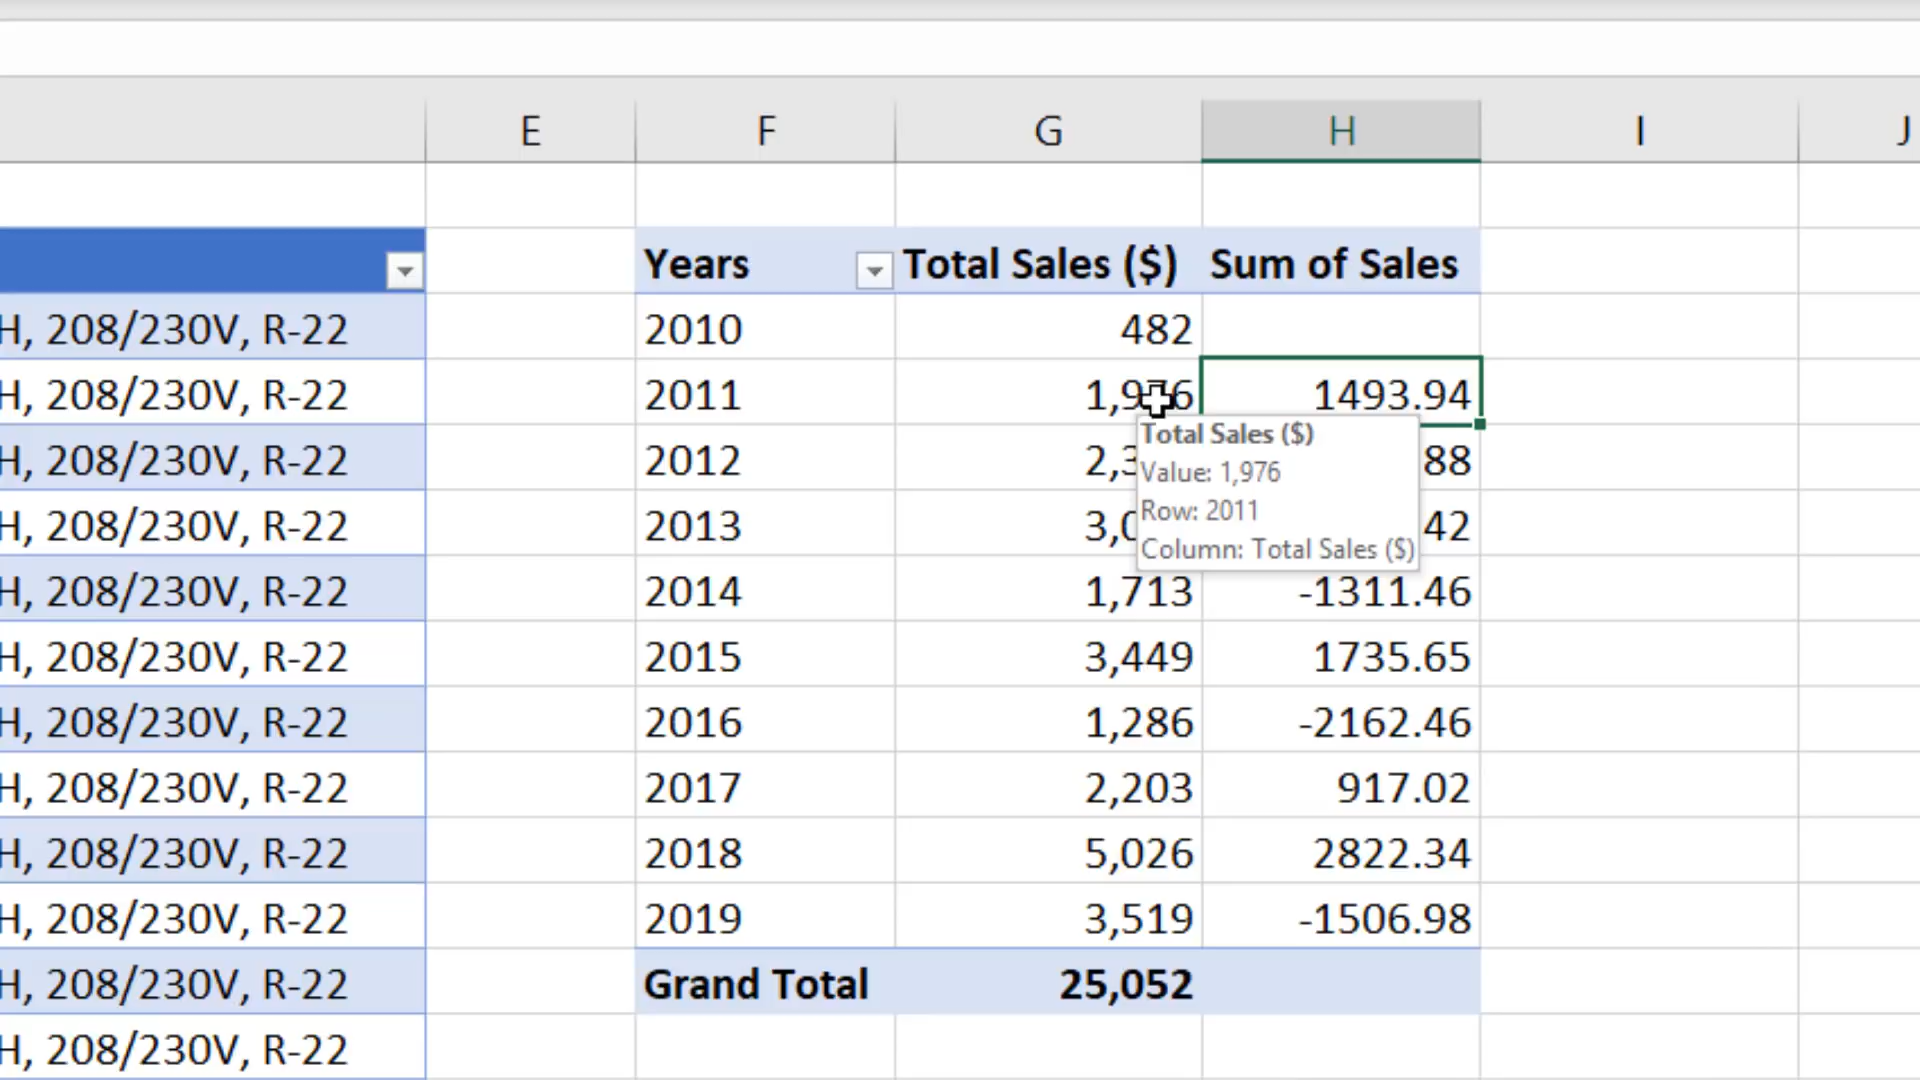 E F G H I J
Years Total Sales ($) Sum of Sales
H, 208/230V, R-22 2010 482
H, 208/230V, R-22 2011 1,976 1493.94
Total Sales ($)
Value: 1,976
Row: 2011
Column: Total Sales ($)
H, 208/230V, R-22 2012 2,3 88
H, 208/230V, R-22 2013 3,0 42
H, 208/230V, R-22 2014 1,713 -1311.46
H, 208/230V, R-22 2015 3,449 1735.65
H, 208/230V, R-22 2016 1,286 -2162.46
H, 208/230V, R-22 2017 2,203 917.02
H, 208/230V, R-22 2018 5,026 2822.34
H, 208/230V, R-22 2019 3,519 -1506.98
H, 208/230V, R-22 Grand Total 25,052
H, 208/230V, R-22